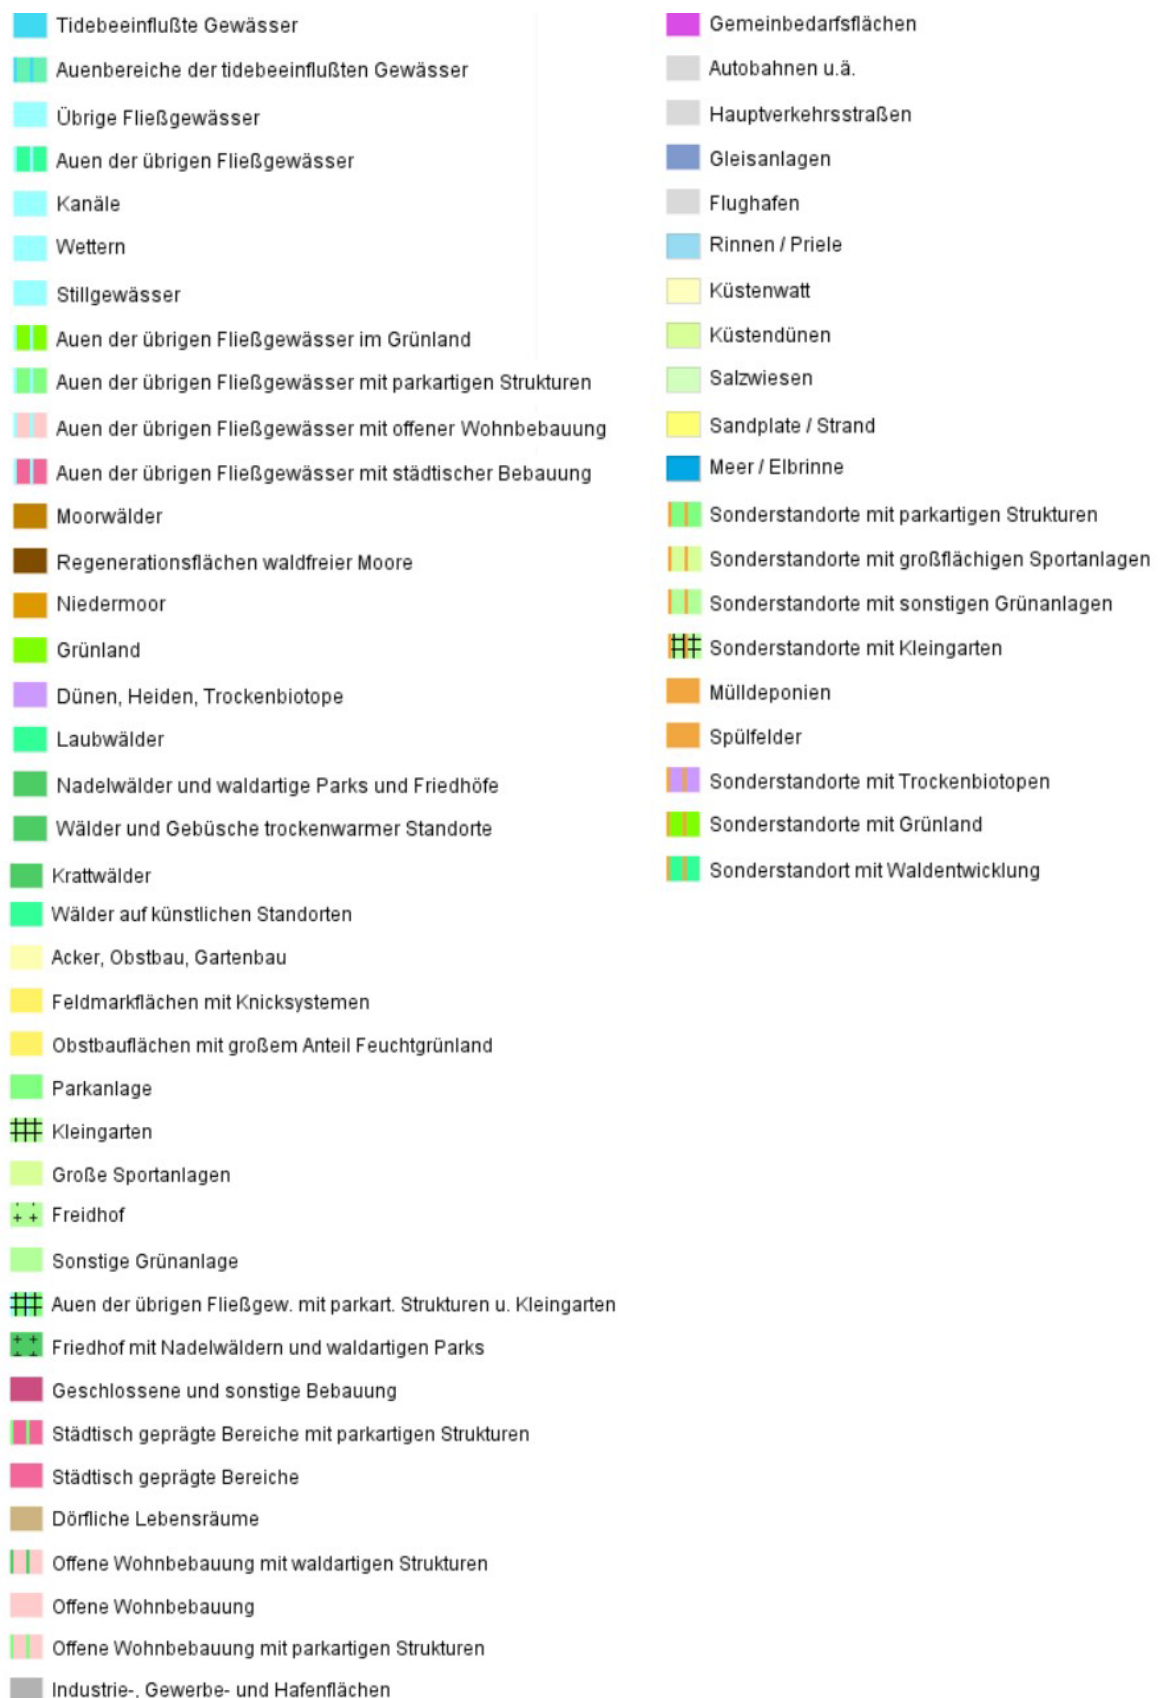 Tidebeeinflußte Gewässer
Auenbereiche der tidebeeinflußten Gewässer
Übrige Fließgewässer
Auen der übrigen Fließgewässer
Kanäle
Wettern
Stillgewässer
Auen der übrigen Fließgewässer im Grünland
Auen der übrigen Fließgewässer mit parkartigen Strukturen
Auen der übrigen Fließgewässer mit offener Wohnbebauung
Auen der übrigen Fließgewässer mit städtischer Bebauung
Moorwälder
Regenerationsflächen waldfreier Moore
Niedermoor
Grünland
Dünen, Heiden, Trockenbiotope
Laubwälder
Nadelwälder und waldartige Parks und Friedhöfe
Wälder und Gebüsche trockenwarmer Standorte
Krattwälder
Wälder auf künstlichen Standorten
Acker, Obstbau, Gartenbau
Feldmarkflächen mit Knicksystemen
Obstbauflächen mit großem Anteil Feuchtgrünland
Parkanlage
Kleingarten
Große Sportanlagen
Freidhof
Sonstige Grünanlage
Auen der übrigen Fließgew. mit parkart. Strukturen u. Kleingarten
Friedhof mit Nadelwäldern und waldartigen Parks
Geschlossene und sonstige Bebauung
Städtisch geprägte Bereiche mit parkartigen Strukturen
Städtisch geprägte Bereiche
Dörfliche Lebensräume
Offene Wohnbebauung mit waldartigen Strukturen
Offene Wohnbebauung
Offene Wohnbebauung mit parkartigen Strukturen
Industrie-, Gewerbe- und Hafenflächen
Gemeinbedarfsflächen
Autobahnen u.ä.
Hauptverkehrsstraßen
Gleisanlagen
Flughafen
Rinnen / Priele
Küstenwatt
Küstendünen
Salzwiesen
Sandplate / Strand
Meer / Elbrinne
Sonderstandorte mit parkartigen Strukturen
Sonderstandorte mit großflächigen Sportanlagen
Sonderstandorte mit sonstigen Grünanlagen
Sonderstandorte mit Kleingarten
Mülldeponien
Spülfelder
Sonderstandorte mit Trockenbiotopen
Sonderstandorte mit Grünland
Sonderstandort mit Waldentwicklung